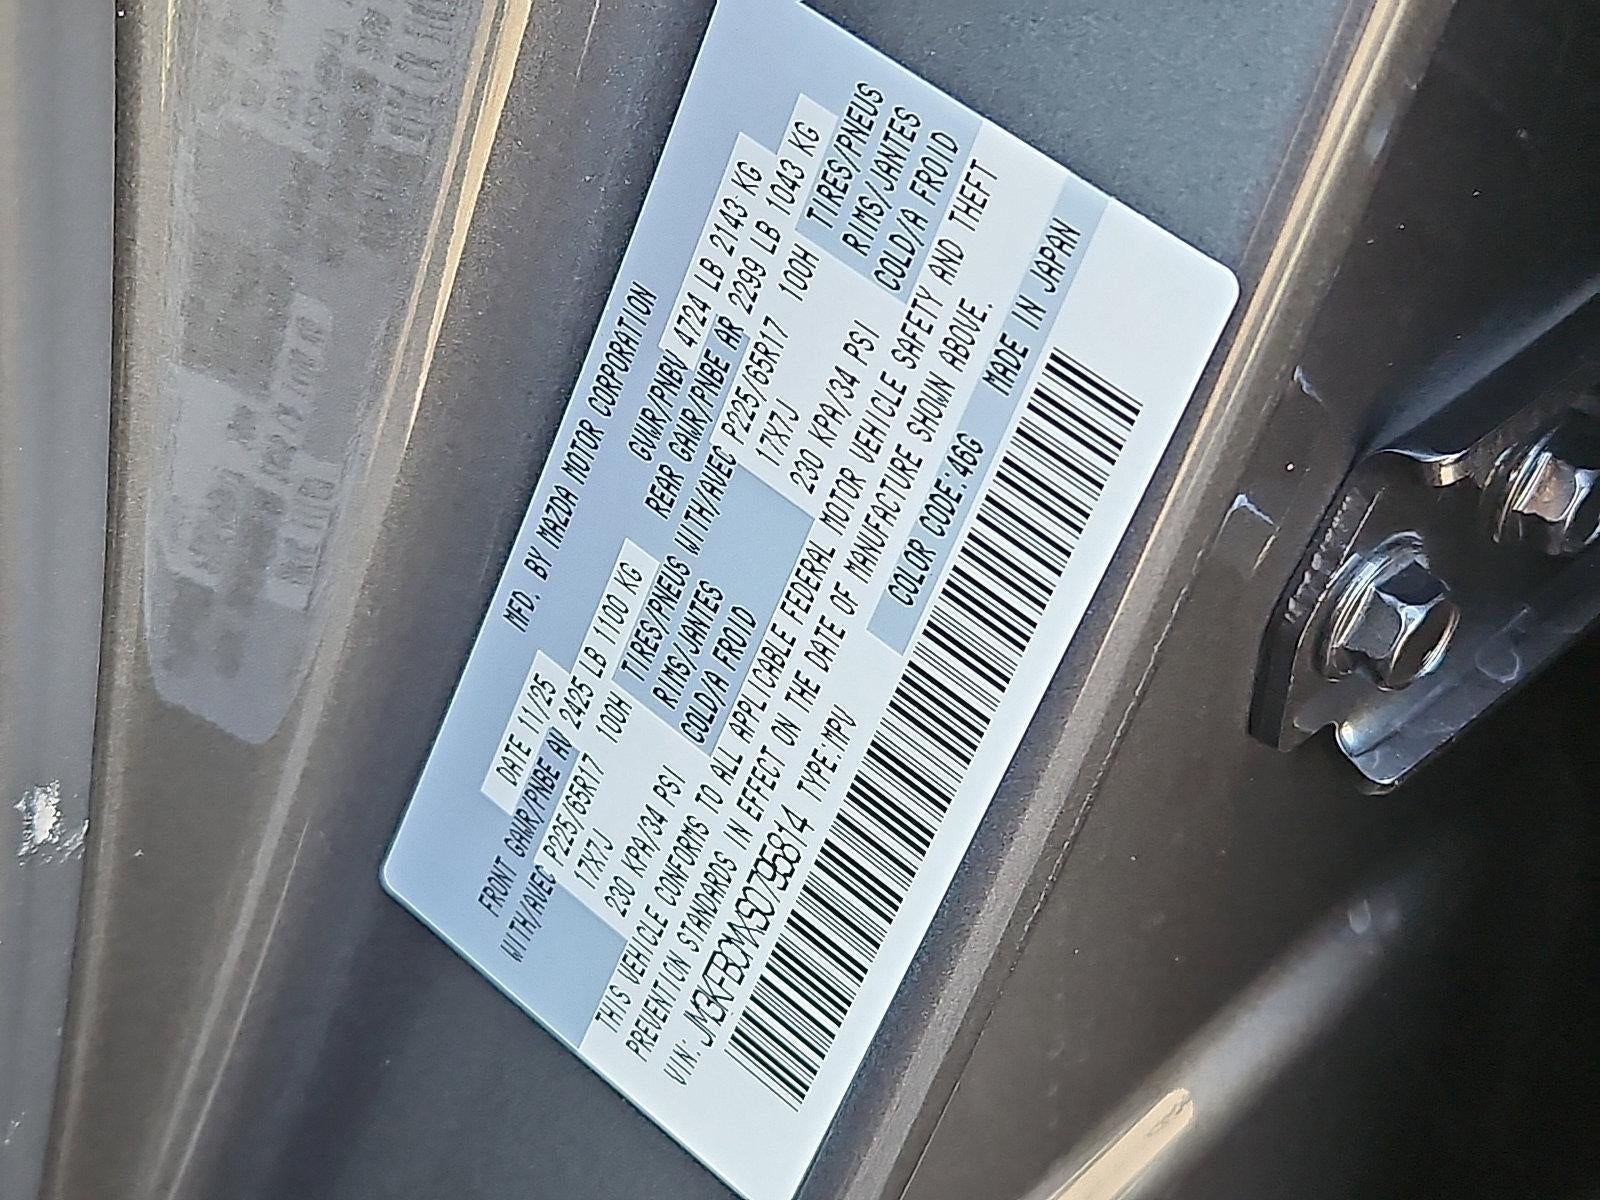 MFD. BY MAZDA MOTOR CORPORATION
DATE 11/25 GVWR/PNBV 4724 LB 2143 KG
FRONT GAWR/PNBE AV 2425 LB 1100 KG REAR GAWR/PNBE AR 2299 LB 1043 KG
WITH/AVEC P225/65R17 100H TIRES/PNEUS WITH/AVEC P225/65R17 100H TIRES/PNEUS
17X7J RIMS/JANTES 17X7J RIMS/JANTES
230 KPA/34 PSI COLD/A FROID 230 KPA/34 PSI COLD/A FROID
THIS VEHICLE CONFORMS TO ALL APPLICABLE FEDERAL MOTOR VEHICLE SAFETY AND THEFT
PREVENTION STANDARDS IN EFFECT ON THE DATE OF MANUFACTURE SHOWN ABOVE.
VIN: JM3KFBCMXS0795814 TYPE:MPV COLOR CODE:46G MADE IN JAPAN